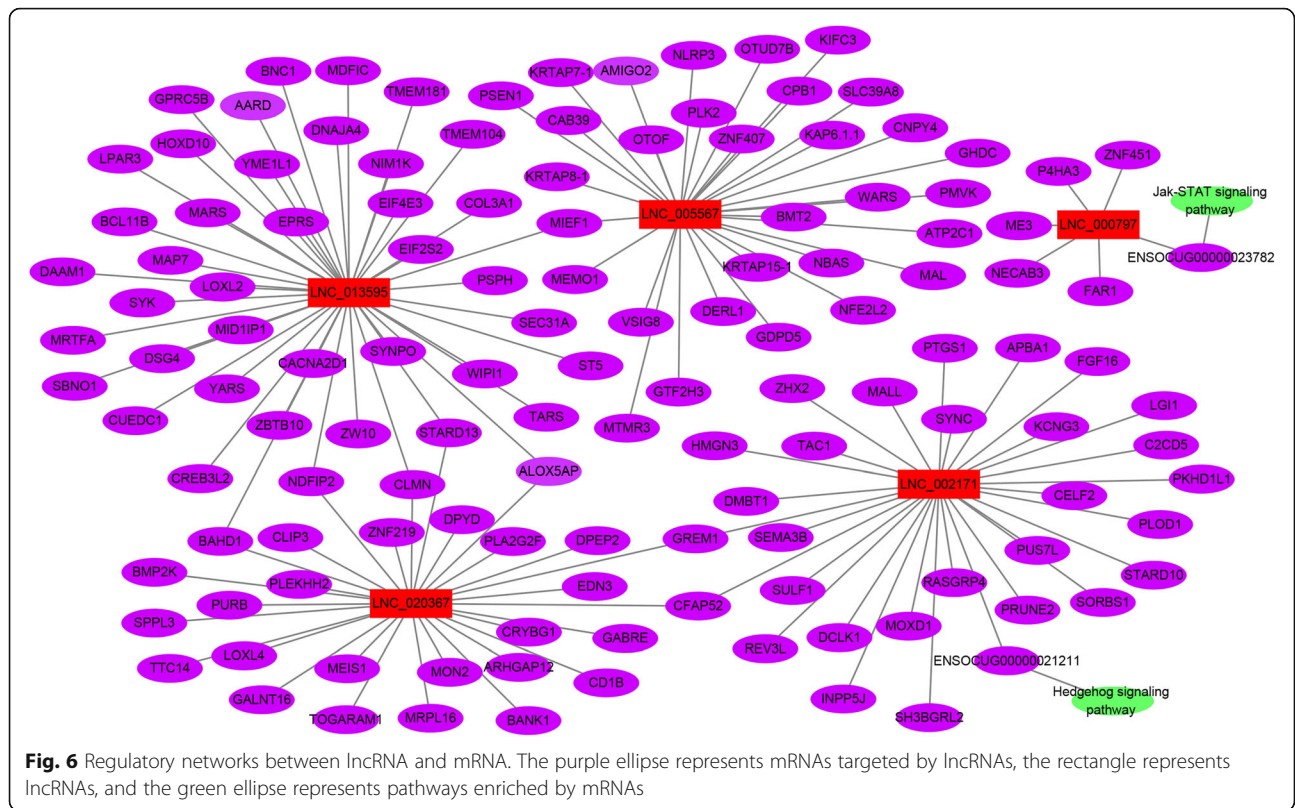 BNC1
MDFIC
GPRC5B
AARD
TMEM181
DNAJA4
TMEM104
HOXD10
YME1L1
NIM1K
LPAR3
MARS
EPRS
EIF4E3
COL3A1
BCL11B
EIF2S2
MAP7
DAAM1
LOXL2
LNC_013595
PSPH
SYK
MID1IP1
SEC31A
MRTFA
DSG4
CACNA2D1
SYNPO
WIPI1
ST5
SBNO1
YARS
TARS
CUEDC1
ZBTB10
ZW10
STARD13
CREB3L2
NDFIP2
CLMN
ALOX5AP
KRTAP7-1
AMIGO2
NLRP3
OTUD7B
KIFC3
PSEN1
CPB1
SLC39A8
CAB39
PLK2
OTOF
ZNF407
KAP6.1.1
CNPY4
GHDC
KRTAP8-1
WARS
PMVK
MIEF1
LNC_005567
BMT2
ATP2C1
MEMO1
KRTAP15-1
NBAS
MAL
VSIG8
DERL1
NFE2L2
GDPD5
GTF2H3
MTMR3
ZNF451
P4HA3
Jak-STAT signaling
pathway
ME3
LNC_000797
NECAB3
ENSOCUG00000023782
FAR1
PTGS1
APBA1
FGF16
ZHX2
MALL
LGI1
SYNC
KCNG3
HMGN3
TAC1
C2CD5
LNC_002171
PKHD1L1
DMBT1
CELF2
PLOD1
GREM1
SEMA3B
PUS7L
STARD10
SULF1
RASGRP4
SORBS1
CFAP52
PRUNE2
REV3L
DCLK1
MOXD1
ENSOCUG00000021211
INPP5J
SH3BGRL2
Hedgehog signaling
pathway
BAHD1
CLIP3
ZNF219
DPYD
PLA2G2F
DPEP2
BMP2K
PLEKHH2
EDN3
PURB
LNC_020367
SPPL3
CRYBG1
GABRE
TTC14
LOXL4
MEIS1
MON2
ARHGAP12
CD1B
GALNT16
TOGARAM1
MRPL16
BANK1
Fig. 6 Regulatory networks between lncRNA and mRNA. The purple ellipse represents mRNAs targeted by lncRNAs, the rectangle represents
lncRNAs, and the green ellipse represents pathways enriched by mRNAs